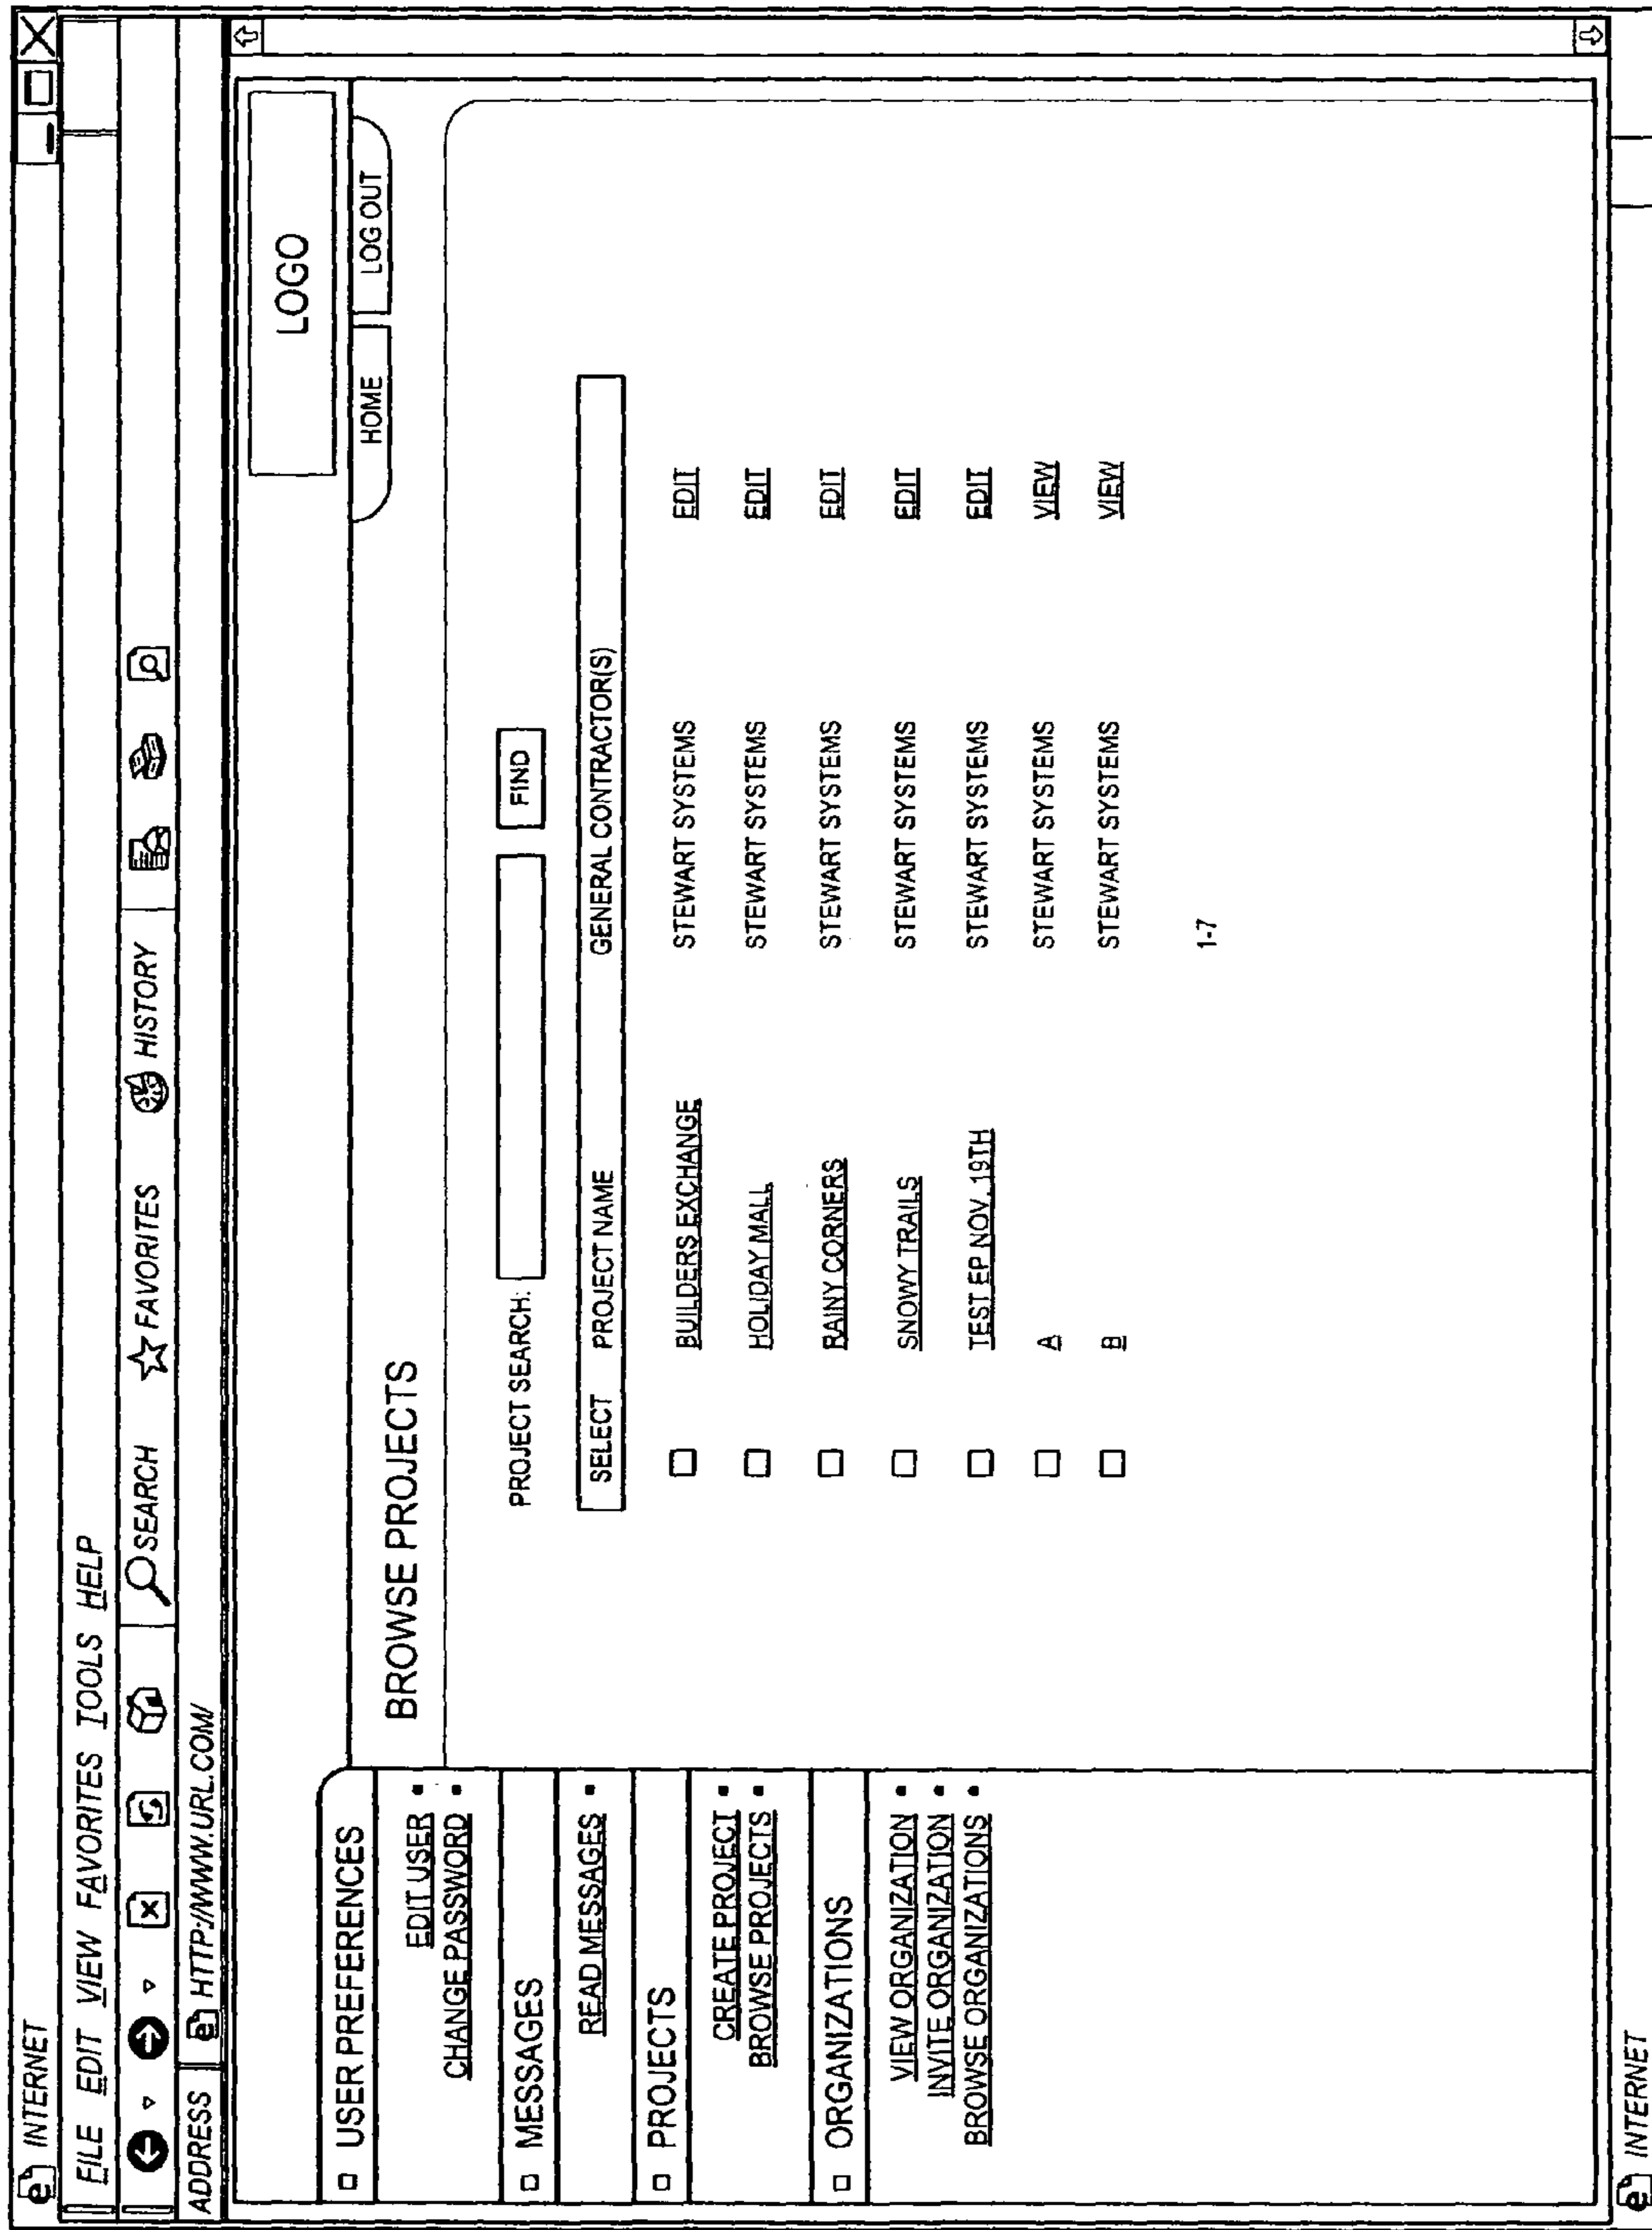 INTERNET
FILE EDIT VIEW FAVORITES TOOLS HELP
SEARCH FAVORITES HISTORY
ADDRESS HTTP://WWW.URL.COM/
LOGO
HOME LOG OUT
USER PREFERENCES
EDIT USER
CHANGE PASSWORD
MESSAGES
READ MESSAGES
PROJECTS
CREATE PROJECT
BROWSE PROJECTS
ORGANIZATIONS
VIEW ORGANIZATION
INVITE ORGANIZATION
BROWSE ORGANIZATIONS
BROWSE PROJECTS
PROJECT SEARCH: FIND
SELECT PROJECT NAME GENERAL CONTRACTOR(S)
BUILDERS EXCHANGE STEWART SYSTEMS EDIT
HOLIDAY MALL STEWART SYSTEMS EDIT
RAINY CORNERS STEWART SYSTEMS EDIT
SNOWY TRAILS STEWART SYSTEMS EDIT
TEST EP NOV. 19TH STEWART SYSTEMS EDIT
A STEWART SYSTEMS VIEW
B STEWART SYSTEMS VIEW
1-7
INTERNET